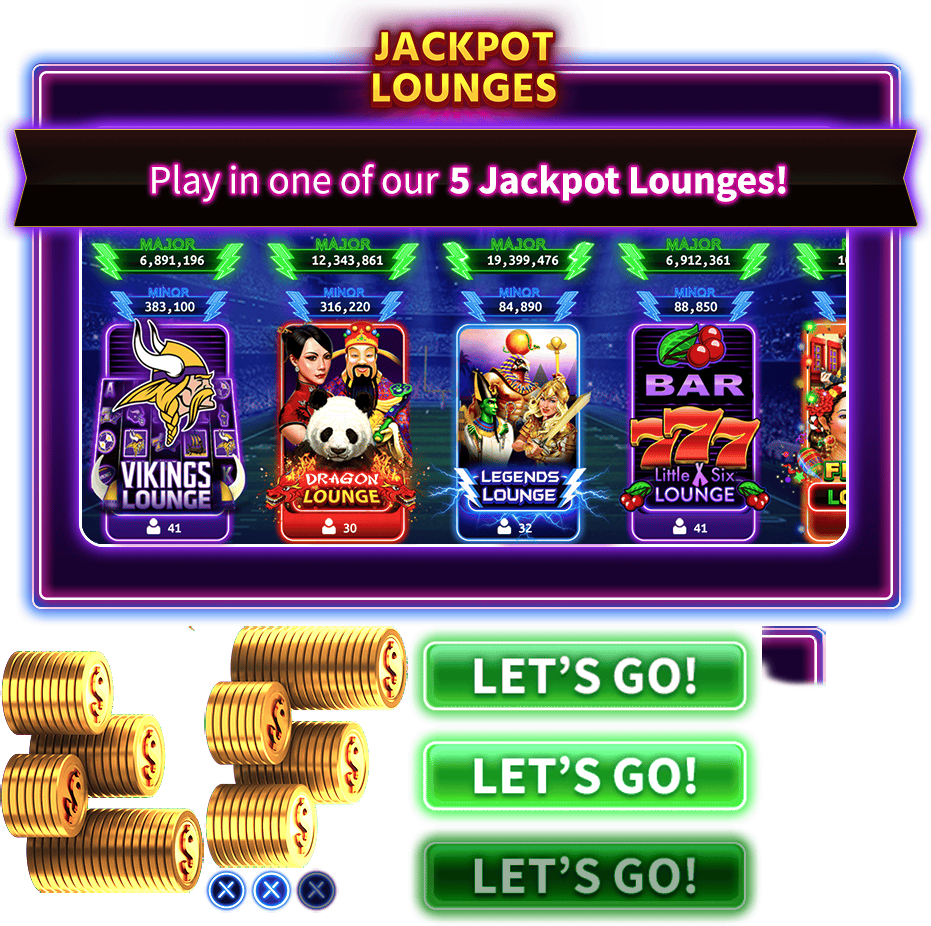 JACKPOT
LOUNGES
Play in one of our 5 Jackpot Lounges!
MAJOR MAJOR MAJOR MAJOR
6,891,196 12,343,861 19,399,476 6,912,361
MINOR MINOR MINOR MINOR
383,100 316,220 84,890 88,850
BAR
777
VIKINGS
LOUNGE
DRAGON
LOUNGE
LEGENDS
LOUNGE
Little Six
LOUNGE
41 30 32 41
LET'S GO!
LET'S GO!
LET'S GO!